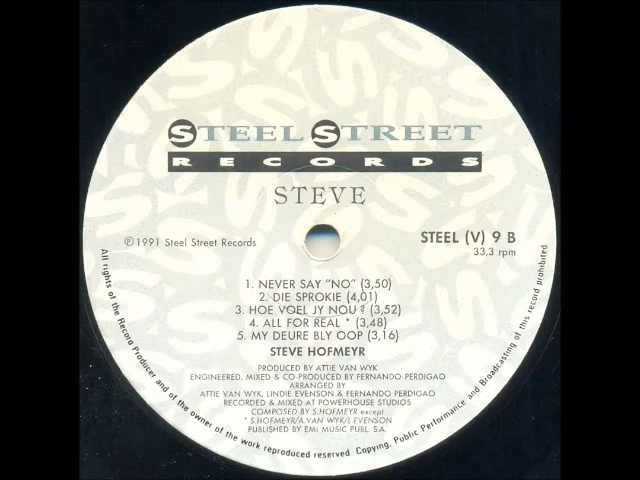 STEEL STREET
RECORDS
STEVE
℗ 1991 Steel Street Records
STEEL (V) 9 B
33,3 rpm
1. NEVER SAY "NO" (3,50)
2. DIE SPROKIE (4,01)
3. HOE VOEL JY NOU ? (3,52)
4. ALL FOR REAL * (3,48)
5. MY DEURE BLY OOP (3,16)
STEVE HOFMEYR
PRODUCED BY ATTIE VAN WYK
ENGINEERED, MIXED & CO-PRODUCED BY FERNANDO PERDIGAO
ARRANGED BY
ATTIE VAN WYK, LINDIE EVENSON & FERNANDO PERDIGAO
RECORDED & MIXED AT POWERHOUSE STUDIOS
COMPOSED BY S.HOFMEYR except
* S.HOFMEYR/A.VAN WYK/L.EVENSON
PUBLISHED BY EMI MUSIC PUBL. S.A.
All rights of the Record Producer and of the owner of the work reproduced reserved. Copying, Public Performance and Broadcasting of this record prohibited